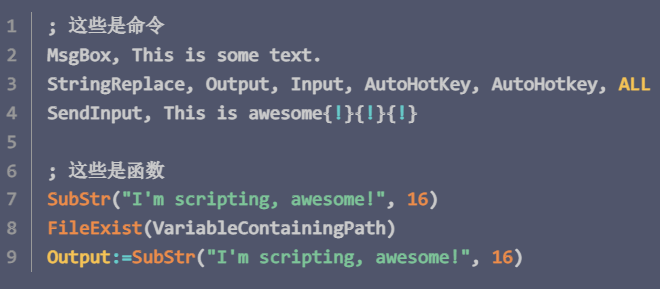 1 ; 这些是命令
2 MsgBox, This is some text.
3 StringReplace, Output, Input, AutoHotKey, AutoHotkey, ALL
4 SendInput, This is awesome{!}{!}{!}
5
6 ; 这些是函数
7 SubStr("I'm scripting, awesome!", 16)
8 FileExist(VariableContainingPath)
9 Output:=SubStr("I'm scripting, awesome!", 16)